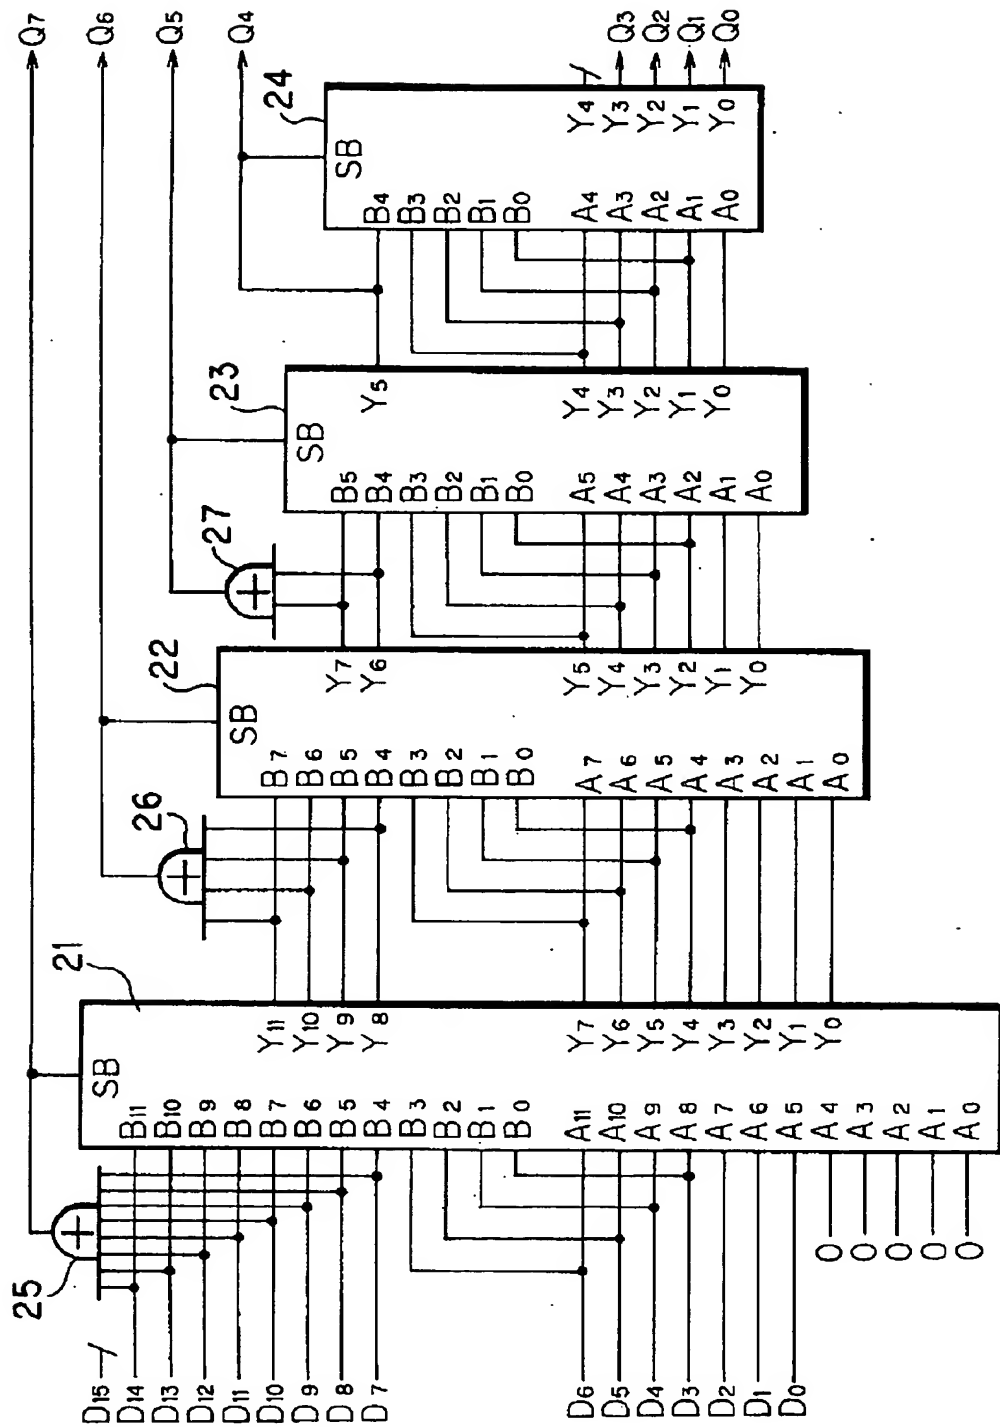 Q7
Q6
Q5
Q4
Q3
Q2
Q1
Q0
24
SB
B4
B3
B2
B1
B0
A4
A3
A2
A1
A0
Y4
Y3
Y2
Y1
Y0
23
SB
B5
B4
B3
B2
B1
B0
A5
A4
A3
A2
A1
A0
Y5
Y4
Y3
Y2
Y1
Y0
27
+
22
SB
B7
B6
B5
B4
B3
B2
B1
B0
A7
A6
A5
A4
A3
A2
A1
A0
Y7
Y6
Y5
Y4
Y3
Y2
Y1
Y0
26
+
21
SB
B11
B10
B9
B8
B7
B6
B5
B4
B3
B2
B1
B0
A11
A10
A9
A8
A7
A6
A5
A4
A3
A2
A1
A0
Y11
Y10
Y9
Y8
Y7
Y6
Y5
Y4
Y3
Y2
Y1
Y0
25
+
D15
D14
D13
D12
D11
D10
D9
D8
D7
D6
D5
D4
D3
D2
D1
D0
0
0
0
0
0